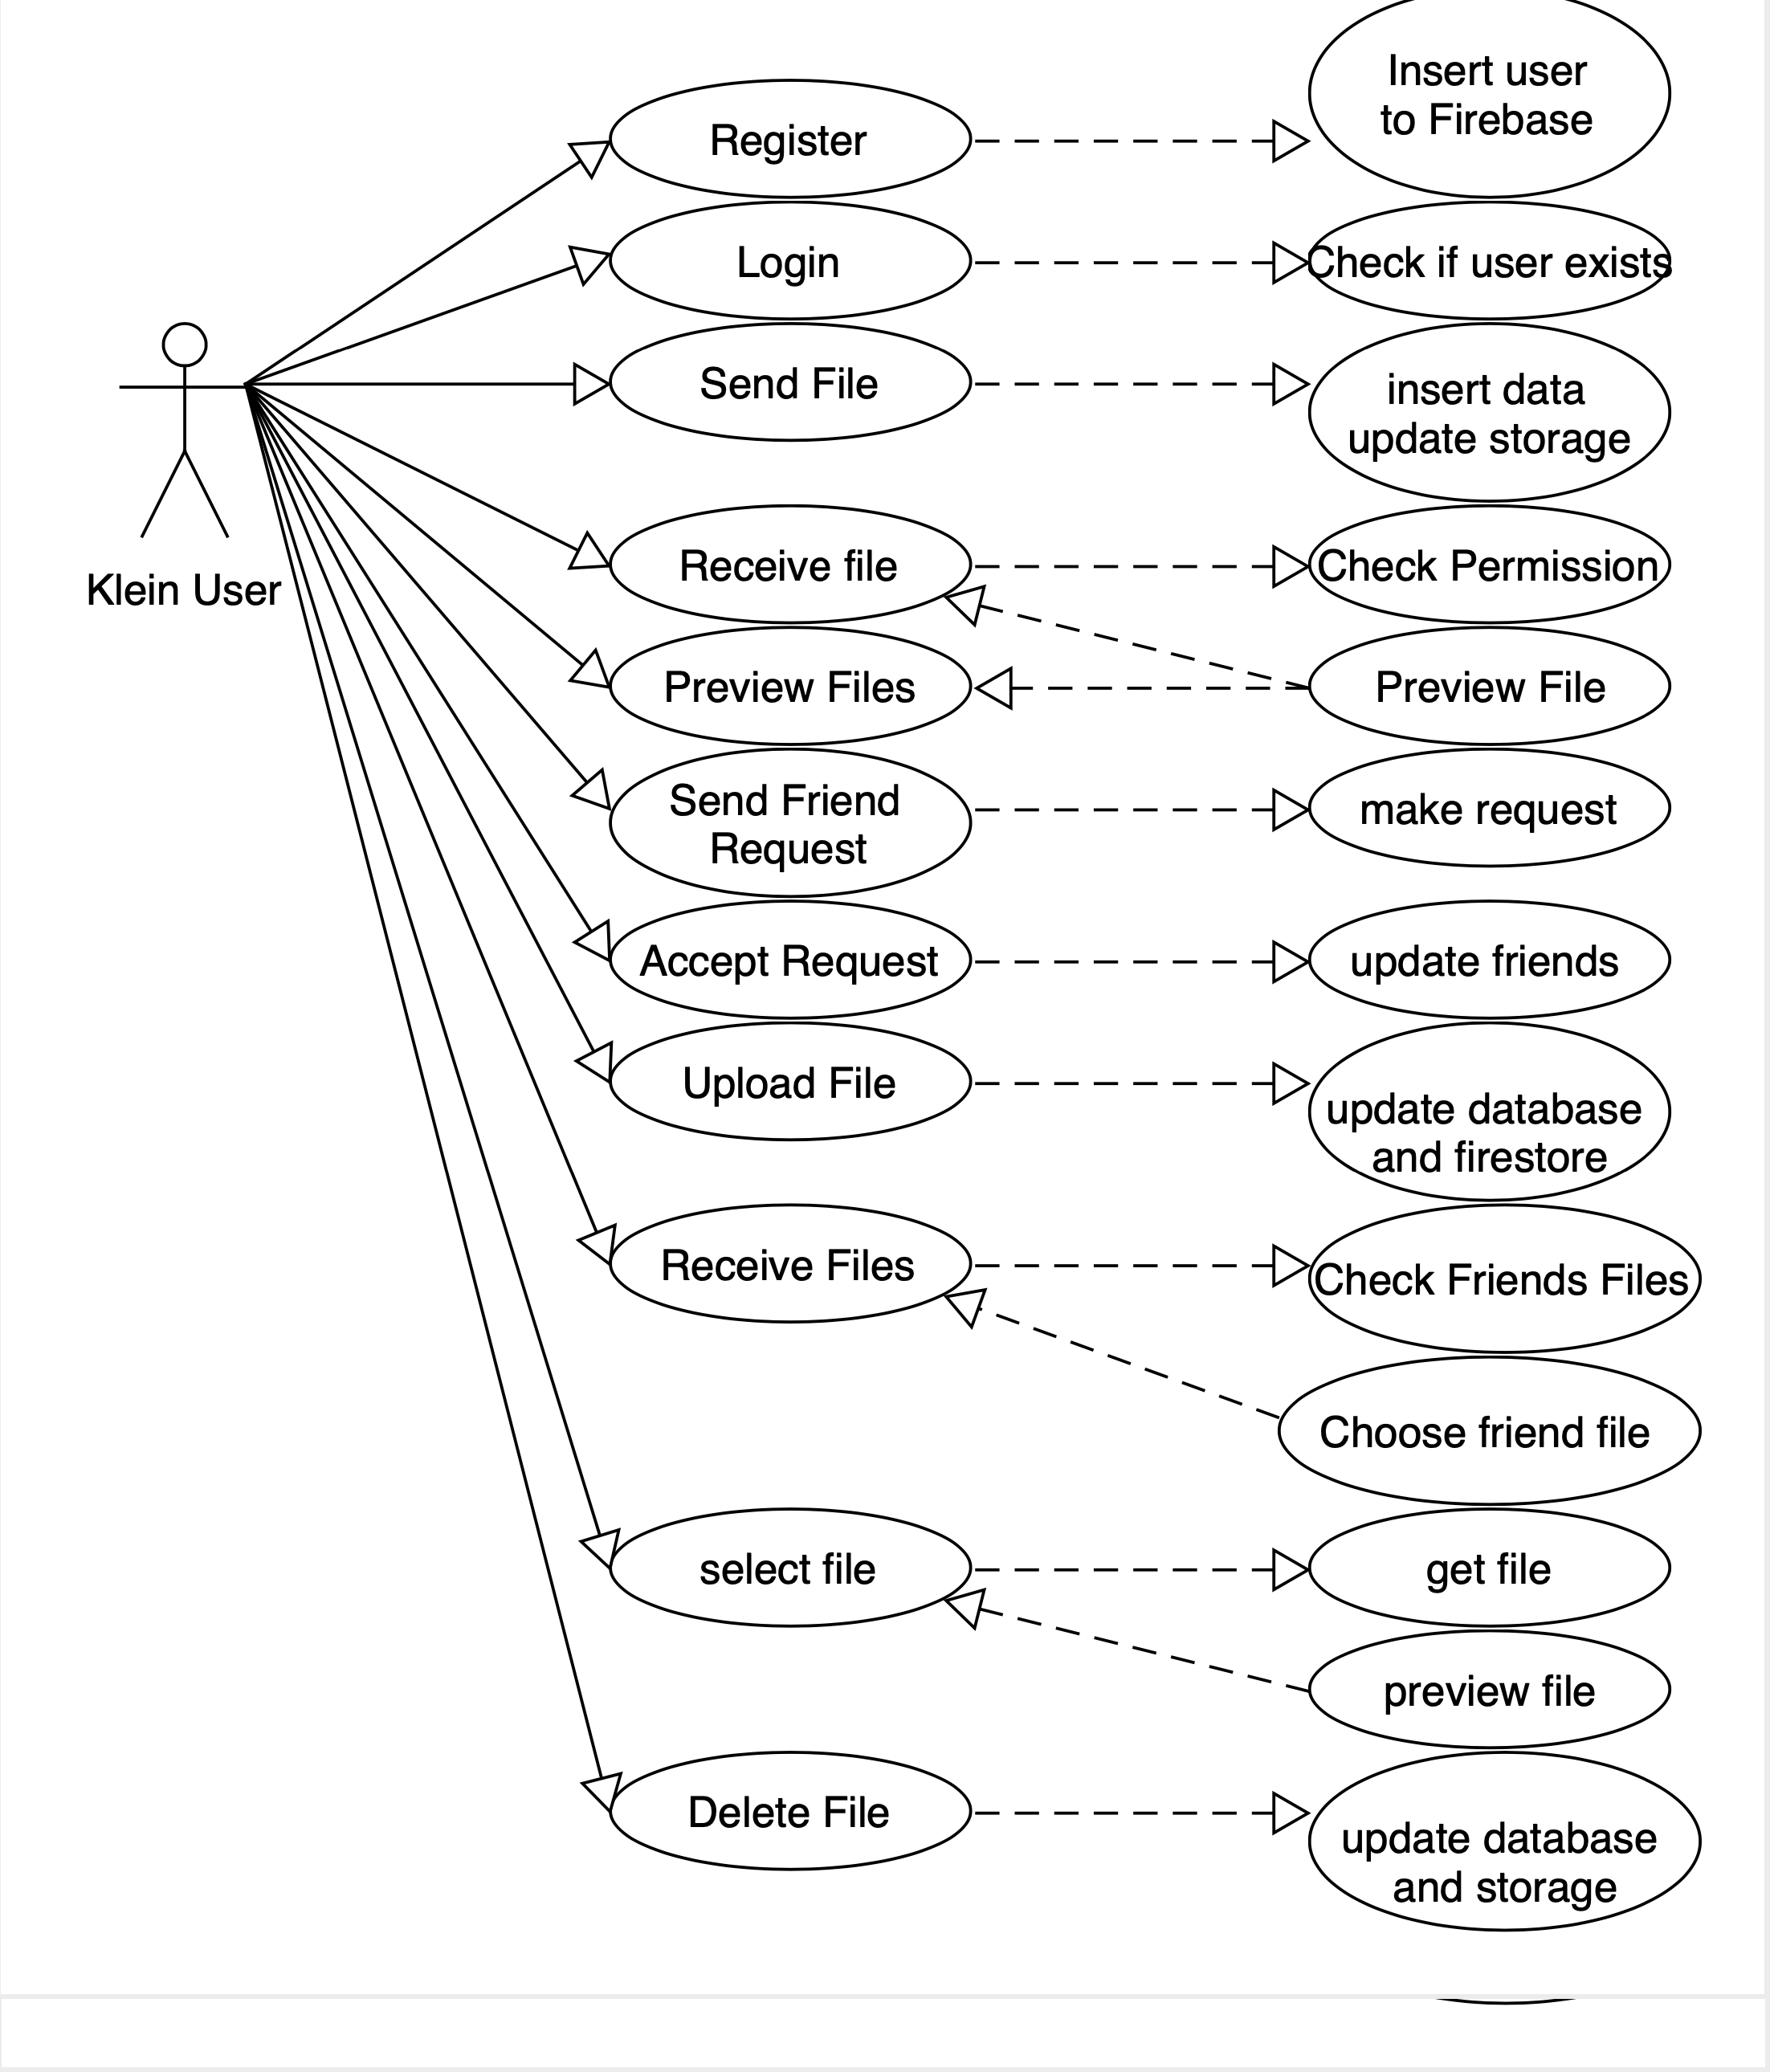 Insert user
to Firebase
Register
Login
Check if user exists
Send File
insert data
update storage
Klein User
Receive file
Check Permission
Preview Files
Preview File
Send Friend
Request
make request
Accept Request
update friends
Upload File
update database
and firestore
Receive Files
Check Friends Files
Choose friend file
select file
get file
preview file
Delete File
update database
and storage